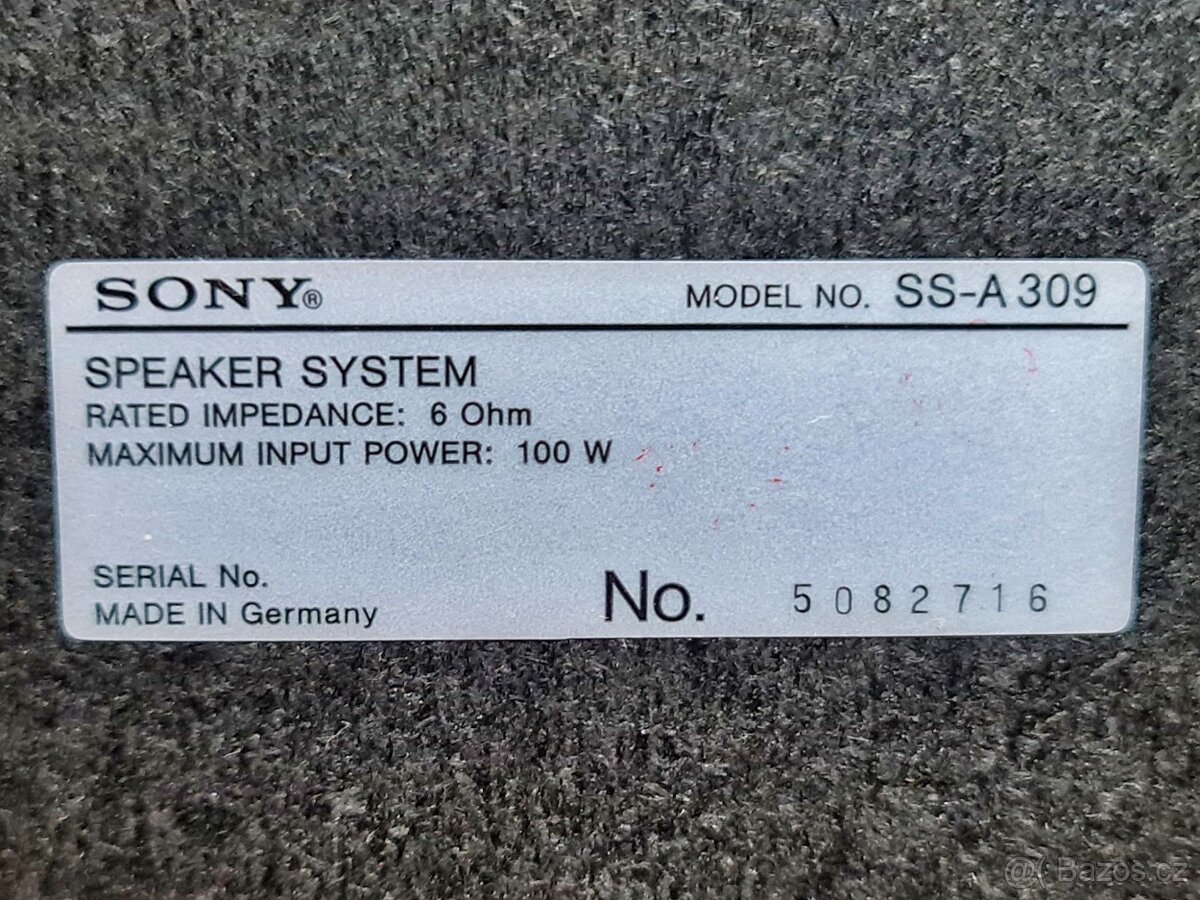 SONY® MODEL NO. SS-A 309
SPEAKER SYSTEM
RATED IMPEDANCE: 6 Ohm
MAXIMUM INPUT POWER: 100 W
SERIAL No.
MADE IN Germany No. 5082716
@( Bazos.cz